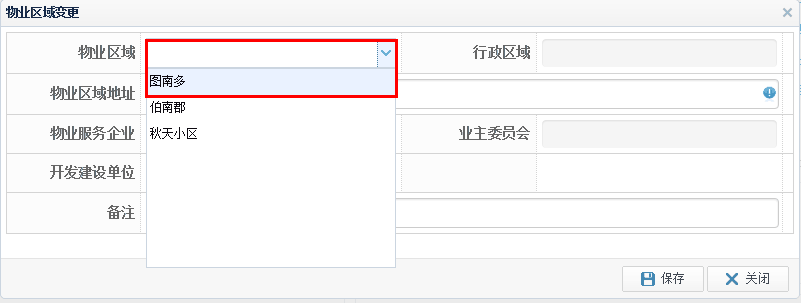 物业区域变更
物业区域 行政区域
图南多
物业区域地址
伯南郡
物业服务企业 业主委员会
秋天小区
开发建设单位
备注
保存 关闭